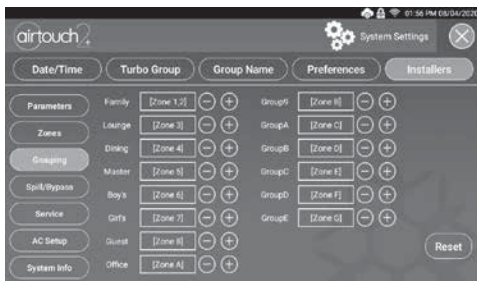 01:56 PM 08/04/2020
airtouch 2+
System Settings
Date/Time Turbo Group Group Name Preferences Installers
Parameters
Zones
Grouping
Spill/Bypass
Service
AC Setup
System Info
Family [Zone 1,2] − +
Lounge [Zone 3] − +
Dining [Zone 4] − +
Master [Zone 5] − +
Boy's [Zone 6] − +
Girl's [Zone 7] − +
Guest [Zone 8] − +
Office [Zone A] − +
Group9 [Zone B] − +
GroupA [Zone C] − +
GroupB [Zone D] − +
GroupC [Zone E] − +
GroupD [Zone F] − +
GroupE [Zone G] − +
Reset